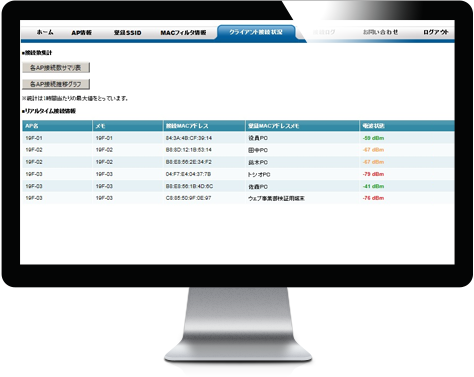 ホーム AP情報 登録SSID MACフィルタ情報 クライアント接続状況 お問い合わせ ログアウト
■接続数集計
各AP接続数サマリ表
各AP接続推移グラフ
※統計は1時間当たりの最大値をとっています。
■リアルタイム接続情報
AP名 メモ 接続MACアドレス 登録MACアドレスメモ 電波状態
19F-01 19F-01 84:3A:4B:CF:39:14 役員PC -59 dBm
19F-02 19F-02 B8:8D:12:1B:53:14 田中PC -67 dBm
19F-02 19F-02 B8:E8:56:2E:34:F2 鈴木PC -67 dBm
19F-03 19F-03 04:F7:E4:04:37:7B トシオPC -79 dBm
19F-03 19F-03 B8:E8:56:1B:4D:6C 佐藤PC -41 dBm
19F-03 19F-03 C8:85:50:9F:0E:97 ウェブ事業部検証用端末 -76 dBm